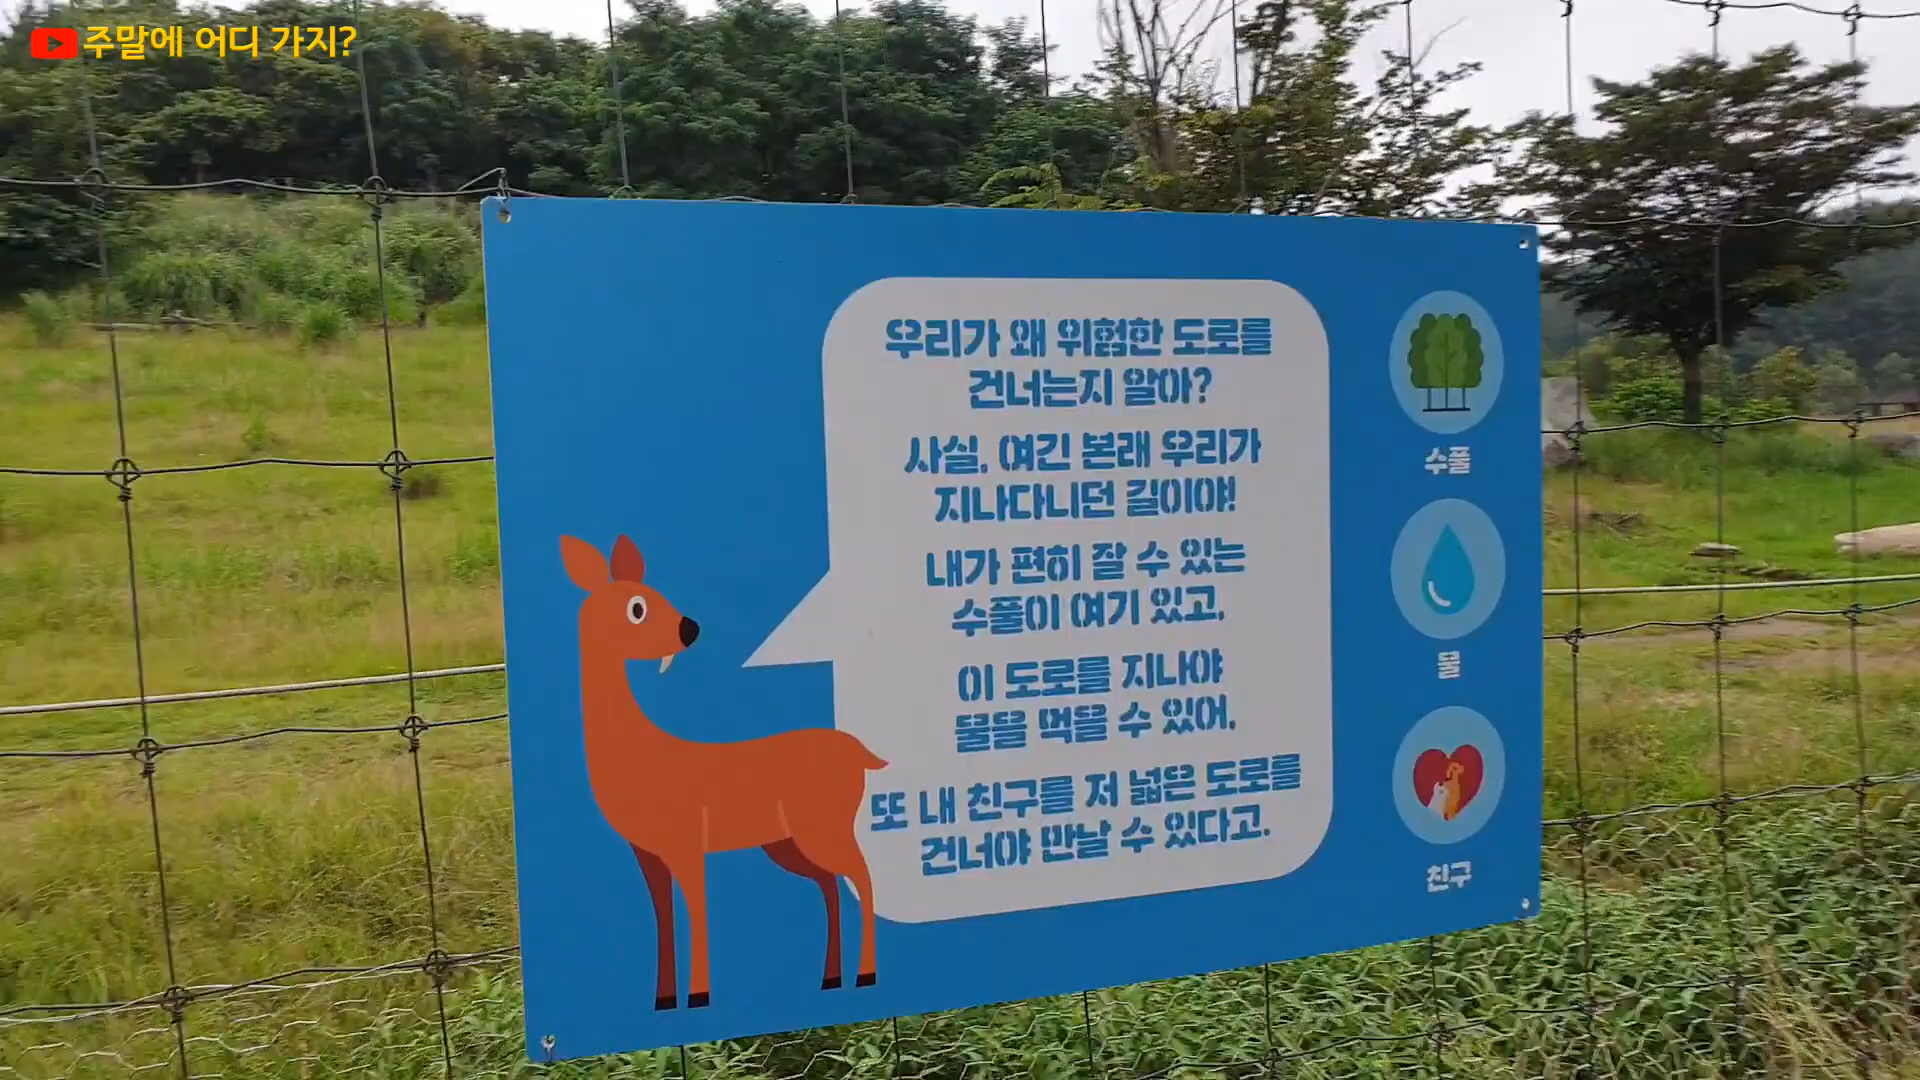 주말에 어디 가지?
우리가 왜 위험한 도로를
건너는지 알아?
사실, 여긴 본래 우리가
지나다니던 길이야!
내가 편히 잘 수 있는
수풀이 여기 있고,
이 도로를 지나야
물을 먹을 수 있어.
또 내 친구를 저 넓은 도로를
건너야 만날 수 있다고.
수풀
물
친구